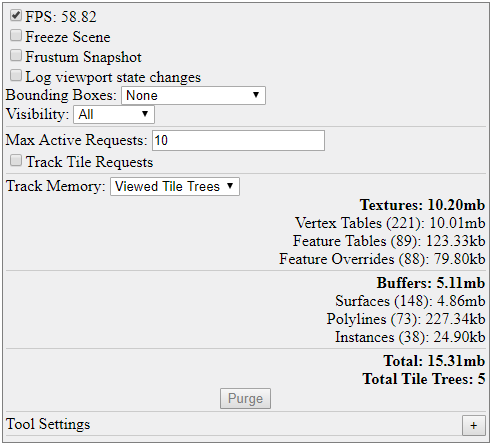 FPS: 58.82
Freeze Scene
Frustum Snapshot
Log viewport state changes
Bounding Boxes: None
Visibility: All
Max Active Requests: 10
Track Tile Requests
Track Memory: Viewed Tile Trees
Textures: 10.20mb
Vertex Tables (221): 10.01mb
Feature Tables (89): 123.33kb
Feature Overrides (88): 79.80kb
Buffers: 5.11mb
Surfaces (148): 4.86mb
Polylines (73): 227.34kb
Instances (38): 24.90kb
Total: 15.31mb
Total Tile Trees: 5
Purge
Tool Settings +